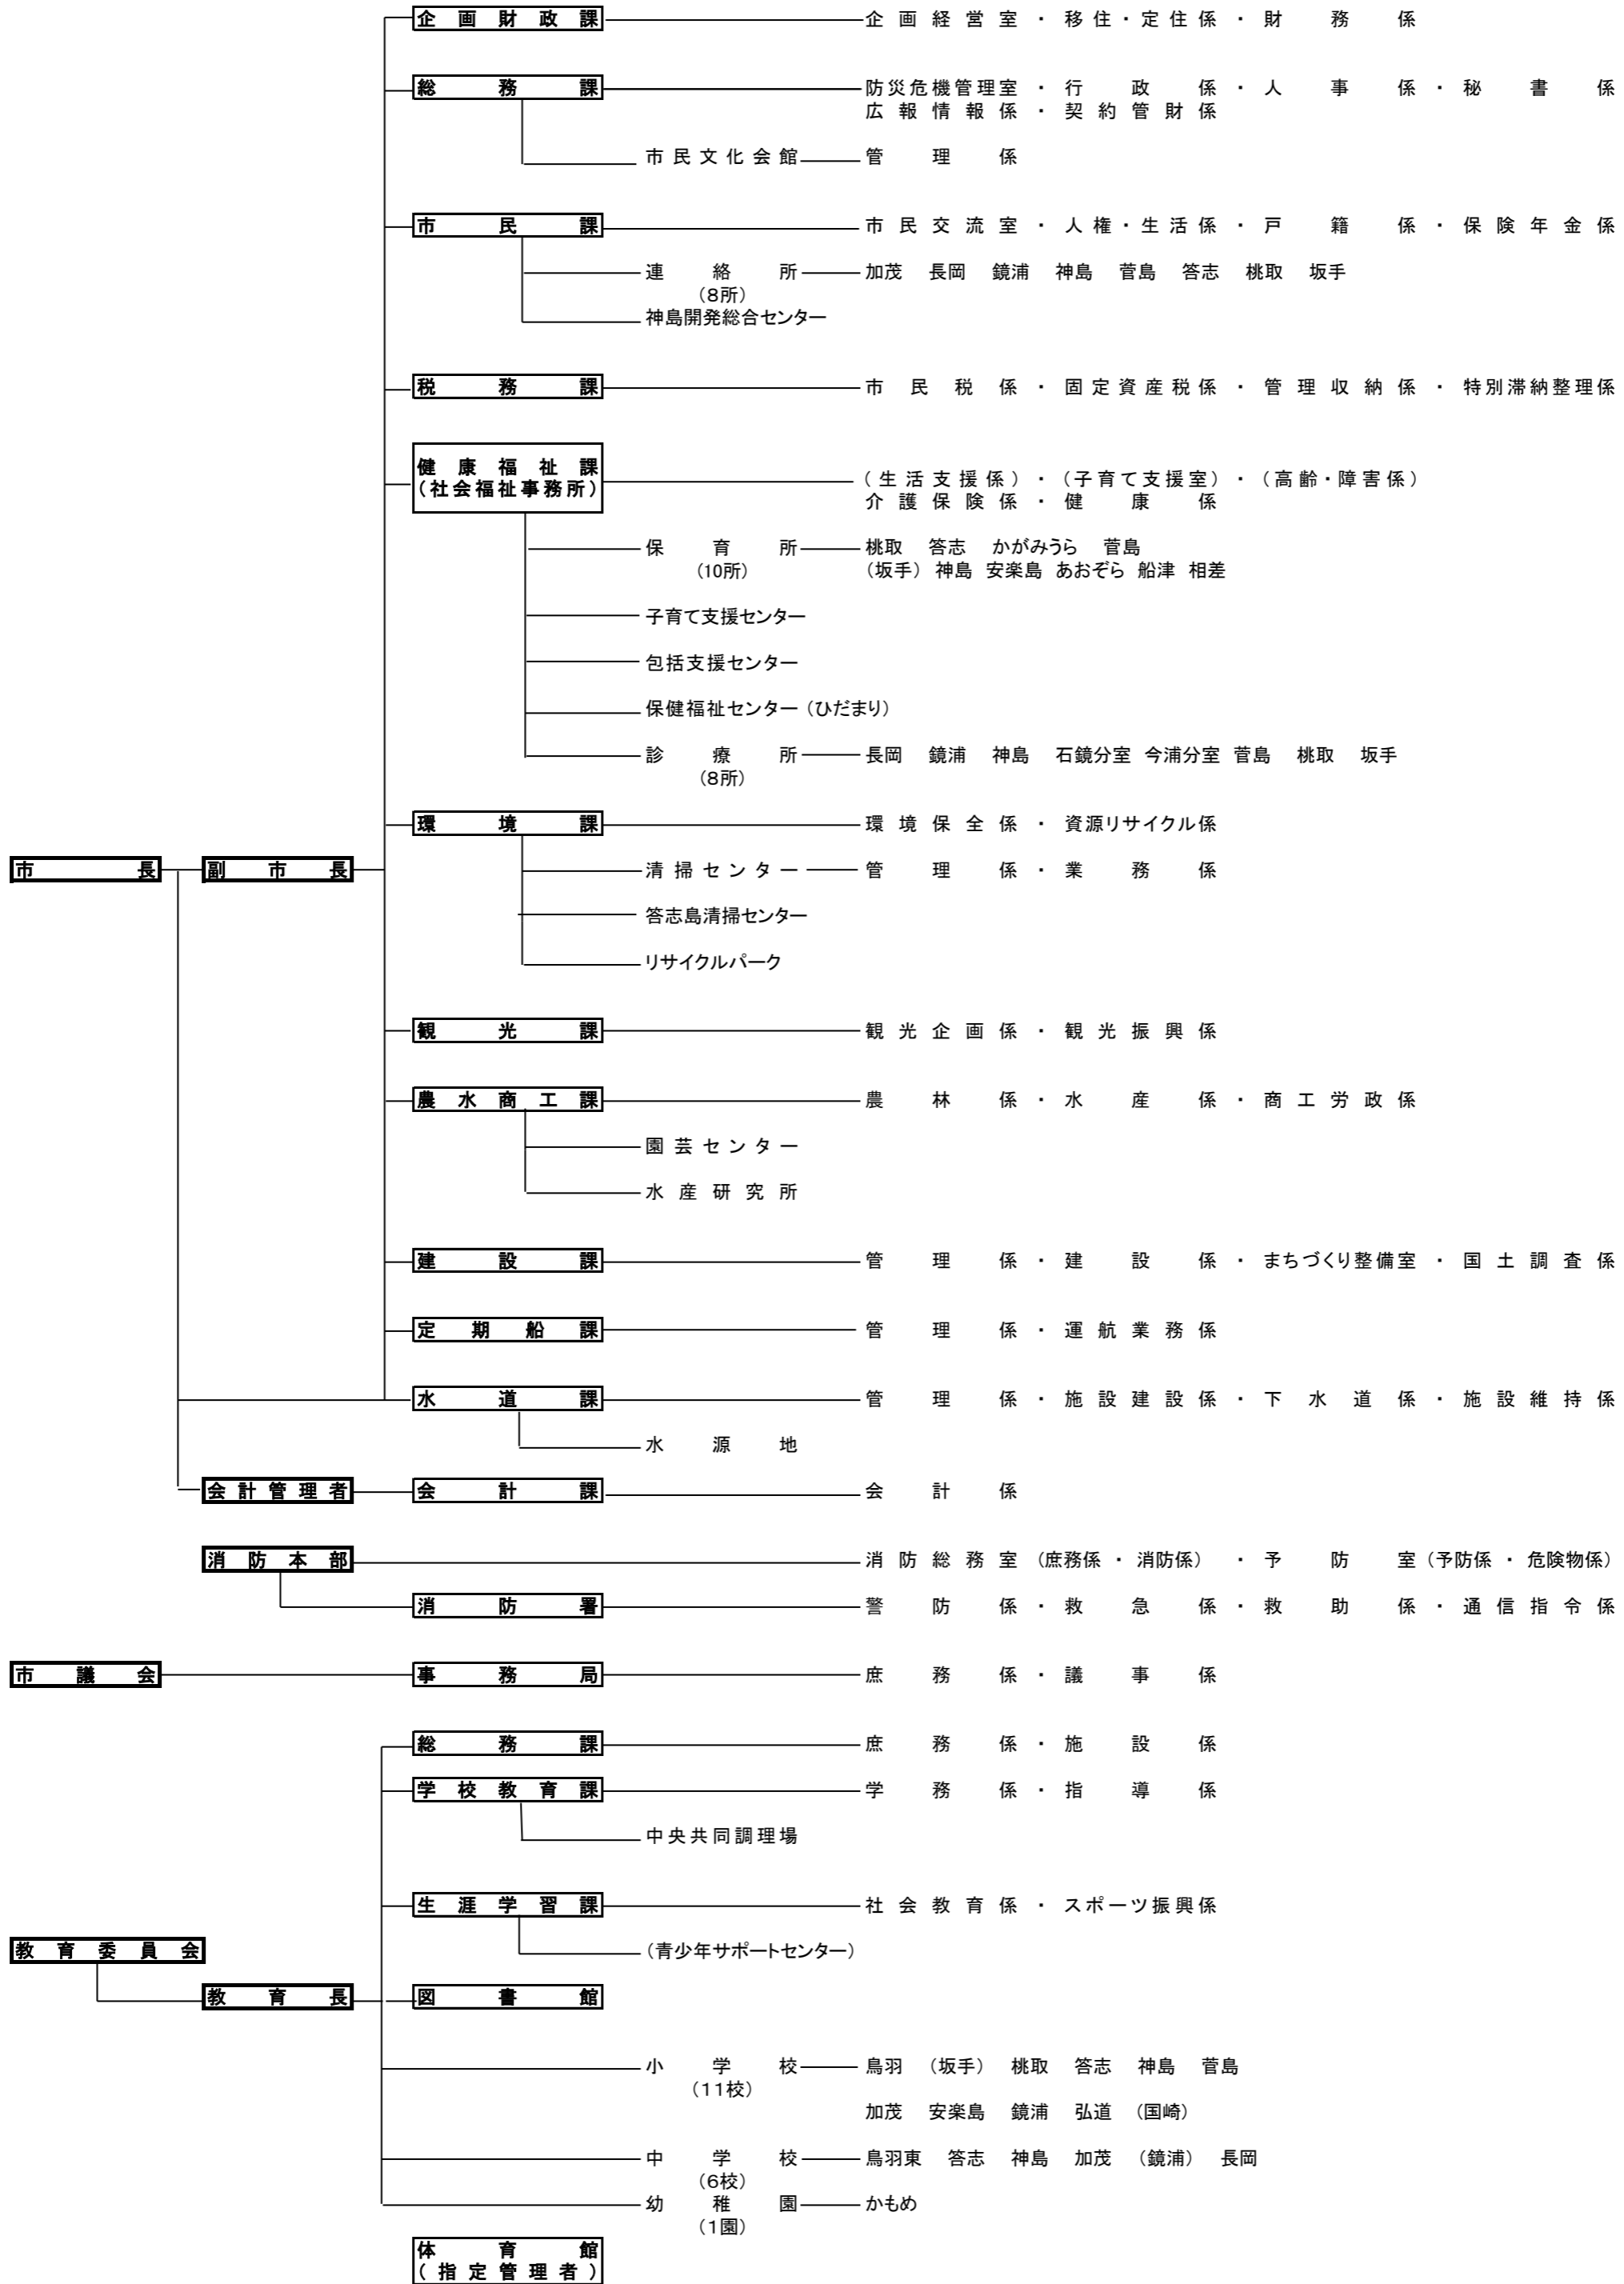 企画財政課 企画経営室・移住・定住係・財務係
総務課 防災危機管理室・行政係・人事係・秘書係
広報情報係・契約管財係
市民文化会館 管理係
市民課 市民交流室・人権・生活係・戸籍係・保険年金係
連絡所 加茂 長岡 鏡浦 神島 菅島 答志 桃取 坂手
(8所)
神島開発総合センター
税務課 市民税係・固定資産税係・管理収納係・特別滞納整理係
健康福祉課
(社会福祉事務所) (生活支援係)・(子育て支援室)・(高齢・障害係)
介護保険係・健康係
保育所 桃取 答志 かがみうら 菅島
(10所) (坂手) 神島 安楽島 あおぞら 船津 相差
子育て支援センター
包括支援センター
保健福祉センター(ひだまり)
診療所 長岡 鏡浦 神島 石鏡分室 今浦分室 菅島 桃取 坂手
(8所)
環境課 環境保全係・資源リサイクル係
市長 副市長 清掃センター 管理係・業務係
答志島清掃センター
リサイクルパーク
観光課 観光企画係・観光振興係
農水商工課 農林係・水産係・商工労政係
園芸センター
水産研究所
建設課 管理係・建設係・まちづくり整備室・国土調査係
定期船課 管理係・運航業務係
水道課 管理係・施設建設係・下水道係・施設維持係
水源地
会計管理者 会計課 会計係
消防本部 消防総務室(庶務係・消防係)・予防室(予防係・危険物係)
消防署 警防係・救急係・救助係・通信指令係
市議会 事務局 庶務係・議事係
総務課 庶務係・施設係
学校教育課 学務係・指導係
中央共同調理場
生涯学習課 社会教育係・スポーツ振興係
教育委員会 (青少年サポートセンター)
教育長 図書館
小学校 鳥羽 (坂手) 桃取 答志 神島 菅島
(11校)
加茂 安楽島 鏡浦 弘道 (国崎)
中学校 鳥羽東 答志 神島 加茂 (鏡浦) 長岡
(6校)
幼稚園 かもめ
(1園)
体育館
(指定管理者)